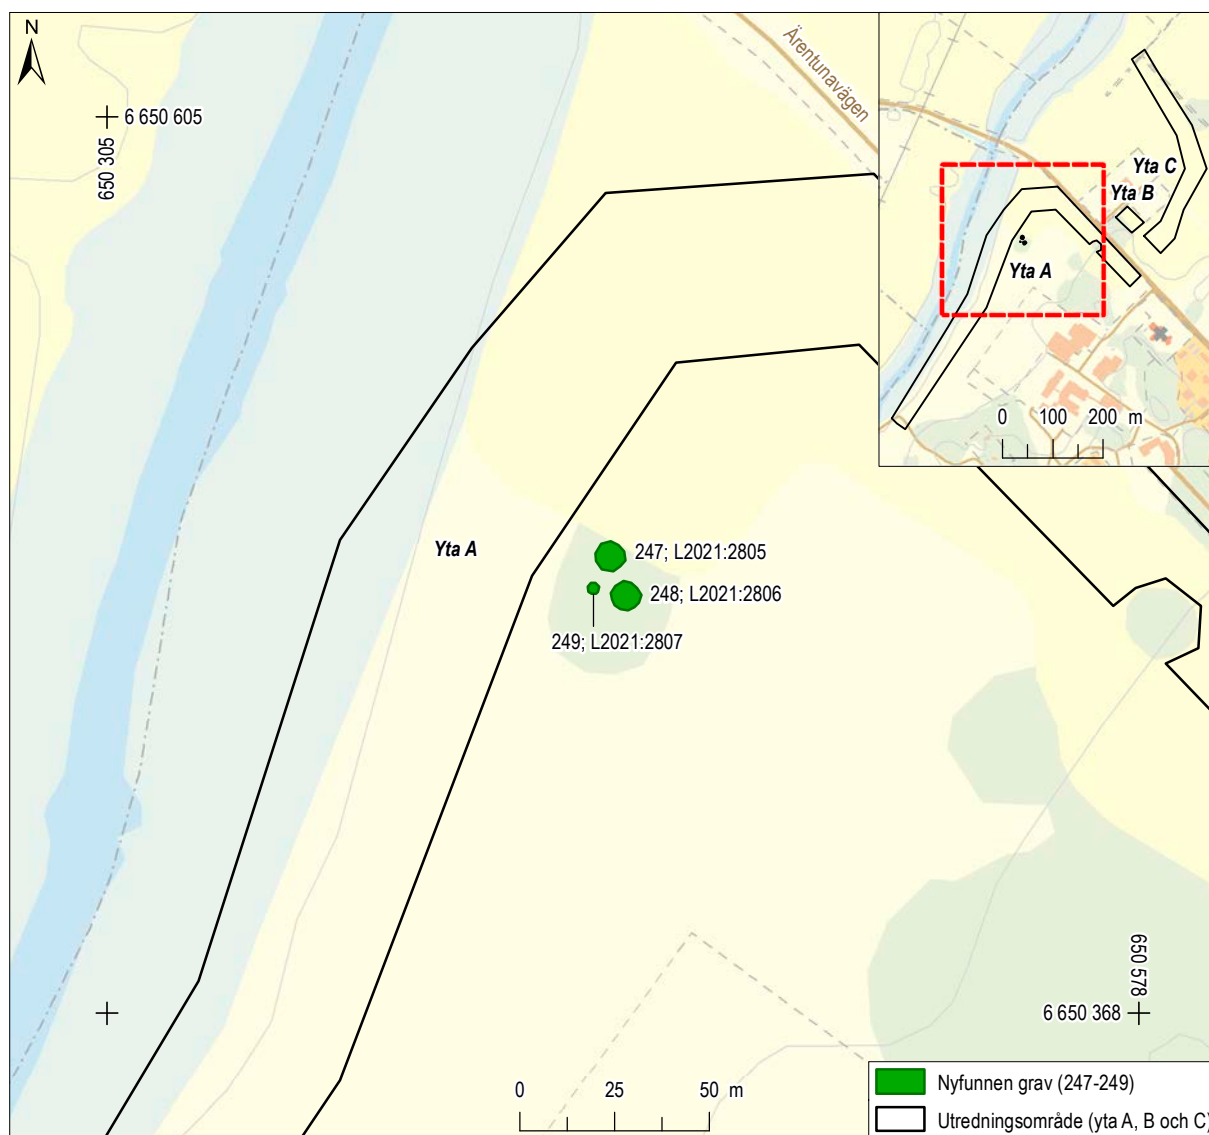 N
6 650 605
650 305
Ärentunavägen
Yta C
Yta B
Yta A
0 100 200 m
Yta A
247; L2021:2805
248; L2021:2806
249; L2021:2807
650 578
6 650 368
0 25 50 m
Nyfunnen grav (247-249)
Utredningsområde (yta A, B och C)